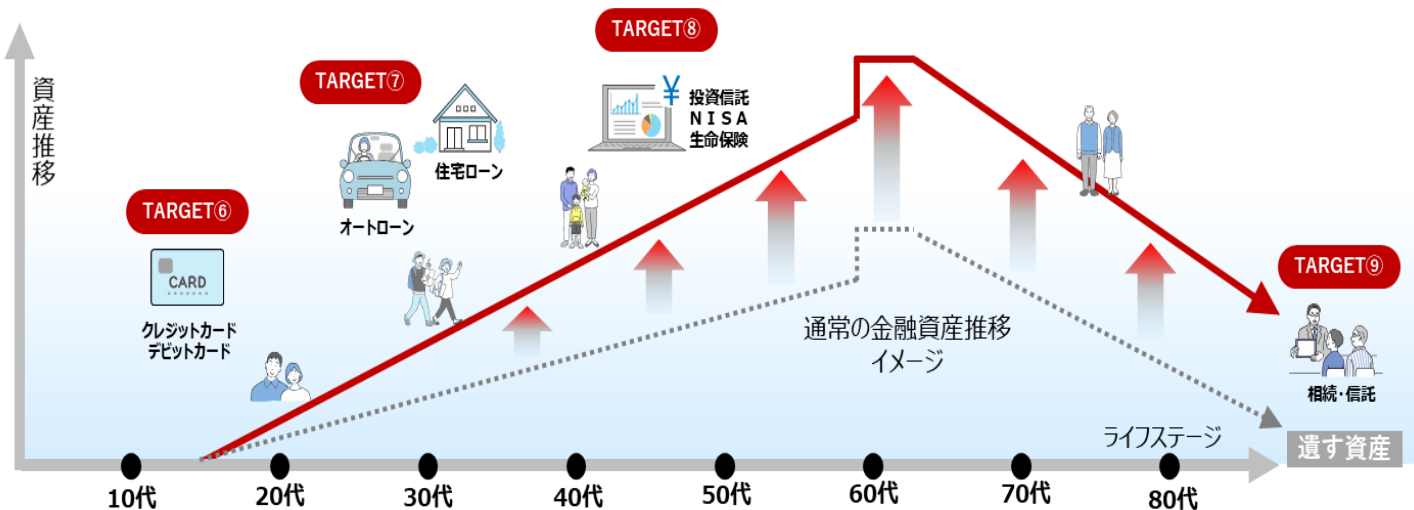 資産推移
TARGET⑥
CARD
クレジットカード
デビットカード
TARGET⑦
オートローン
住宅ローン
TARGET⑧
¥
投資信託
NISA
生命保険
通常の金融資産推移
イメージ
TARGET⑨
相続・信託
ライフステージ
遺す資産
10代
20代
30代
40代
50代
60代
70代
80代